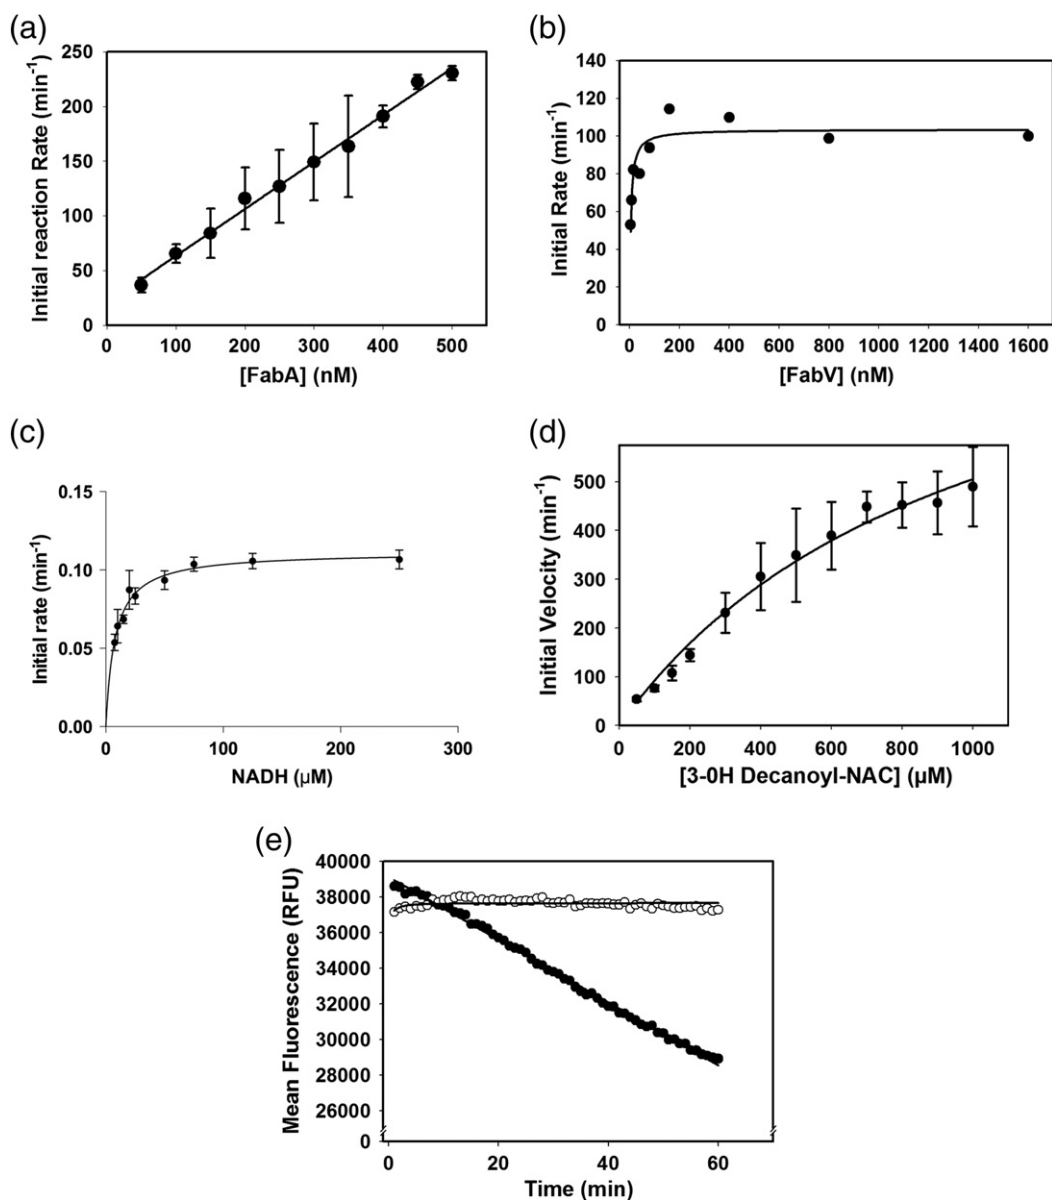 (a)
Initial reaction Rate (min⁻¹)
250
200
150
100
50
0
0 100 200 300 400 500
[FabA] (nM)
(b)
Initial Rate (min⁻¹)
140
120
100
80
60
40
20
0
0 200 400 600 800 1000 1200 1400 1600
[FabV] (nM)
(c)
Initial rate (min⁻¹)
0.15
0.10
0.05
0.00
0 100 200 300
NADH (µM)
(d)
Initial Velocity (min⁻¹)
500
400
300
200
100
0
0 200 400 600 800 1000
[3-0H Decanoyl-NAC] (µM)
(e)
Mean Fluorescence (RFU)
40000
38000
36000
34000
32000
30000
28000
26000
0
0 20 40 60
Time (min)